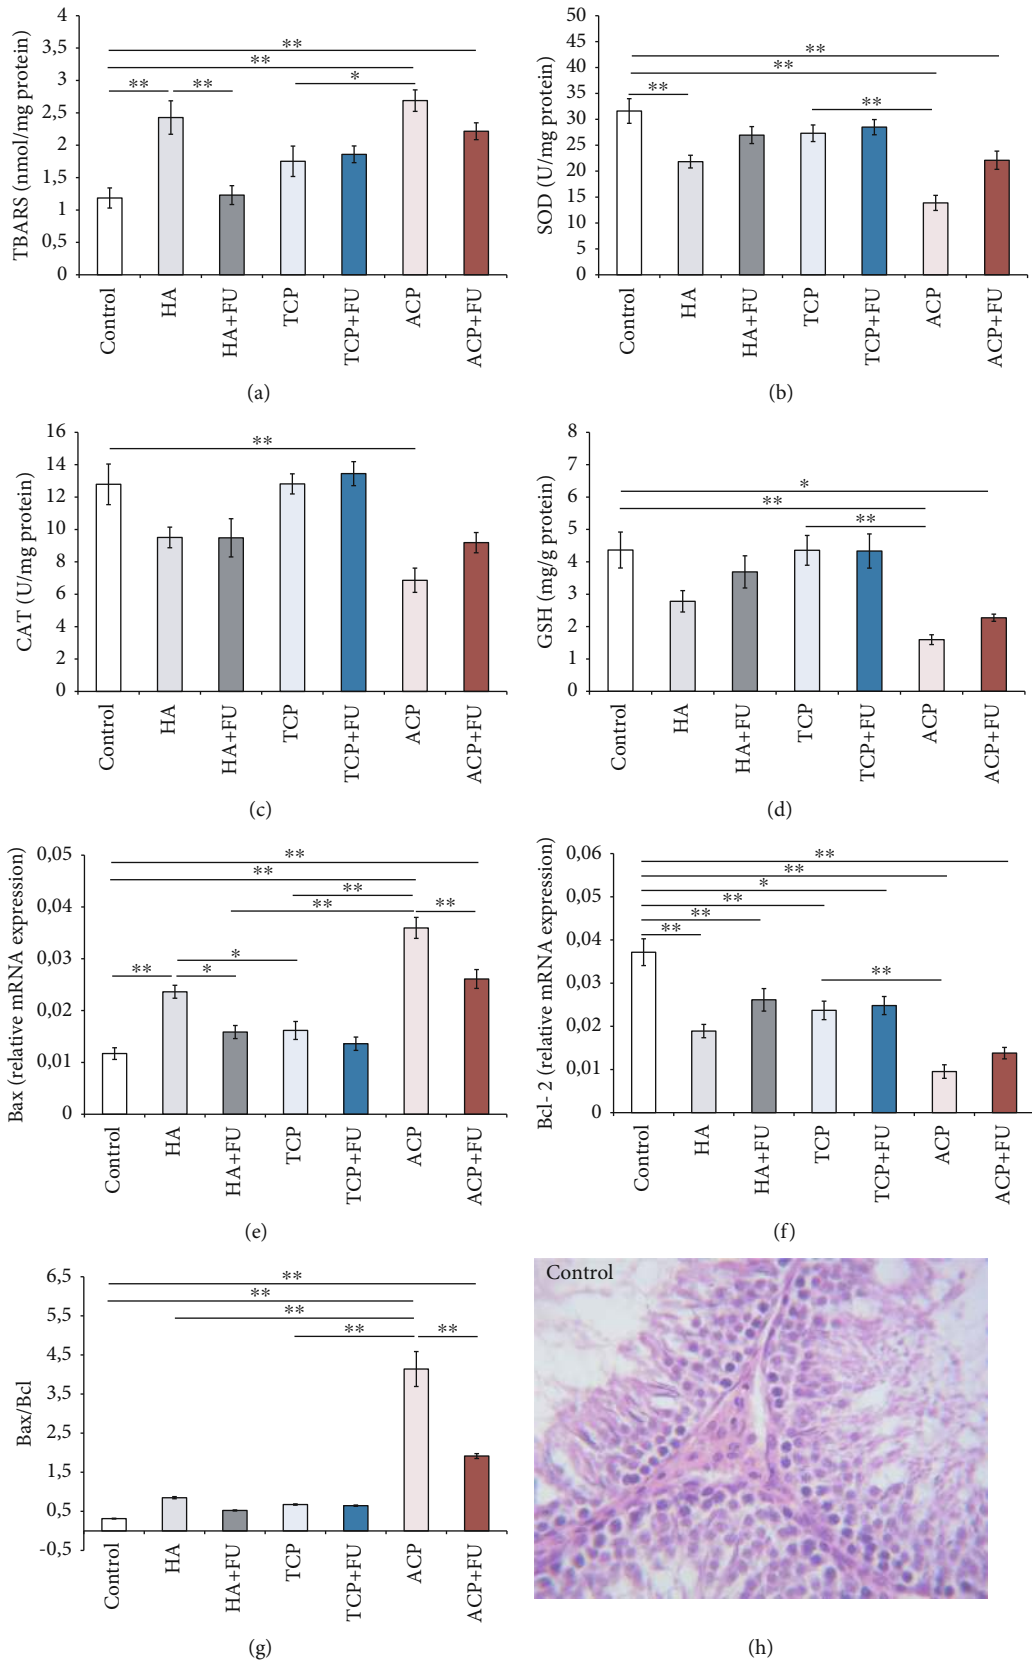 TBARS (nmol/mg protein)
4
3,5
3
2,5
2
1,5
1
0,5
0
**
**
*
**
**
Control
HA
HA+FU
TCP
TCP+FU
ACP
ACP+FU
(a)
SOD (U/mg protein)
50
45
40
35
30
25
20
15
10
5
0
**
**
**
**
Control
HA
HA+FU
TCP
TCP+FU
ACP
ACP+FU
(b)
CAT (U/mg protein)
16
14
12
10
8
6
4
2
0
**
Control
HA
HA+FU
TCP
TCP+FU
ACP
ACP+FU
(c)
GSH (mg/g protein)
8
7
6
5
4
3
2
1
0
*
**
**
Control
HA
HA+FU
TCP
TCP+FU
ACP
ACP+FU
(d)
Bax (relative mRNA expression)
0,05
0,04
0,03
0,02
0,01
0
**
**
**
** **
*
** *
Control
HA
HA+FU
TCP
TCP+FU
ACP
ACP+FU
(e)
Bcl- 2 (relative mRNA expression)
0,06
0,05
0,04
0,03
0,02
0,01
0
**
**
*
**
**
**
**
Control
HA
HA+FU
TCP
TCP+FU
ACP
ACP+FU
(f)
Bax/Bcl
6,5
5,5
4,5
3,5
2,5
1,5
0,5
-0,5
**
**
**
** **
Control
HA
HA+FU
TCP
TCP+FU
ACP
ACP+FU
(g)
Control
(h)